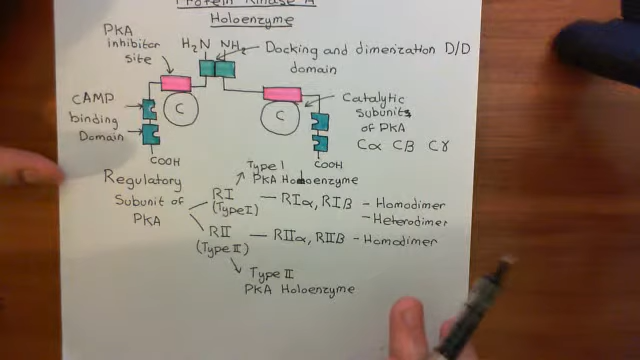 Protein Kinase A
Holoenzyme
PKA
inhibitor
site
H₂N NH₂
Docking and dimerization D/D
domain
cAMP
binding
Domain
C
C
Catalytic
Subunits
of PKA
Cα Cβ Cγ
COOH
COOH
Type I
PKA Holoenzyme
Regulatory
Subunit of
PKA
RI
(Type I)
RIα, RIβ - Homodimer
- Heterodimer
RII
(Type II)
RIIα, RIIβ - Homodimer
Type II
PKA Holoenzyme